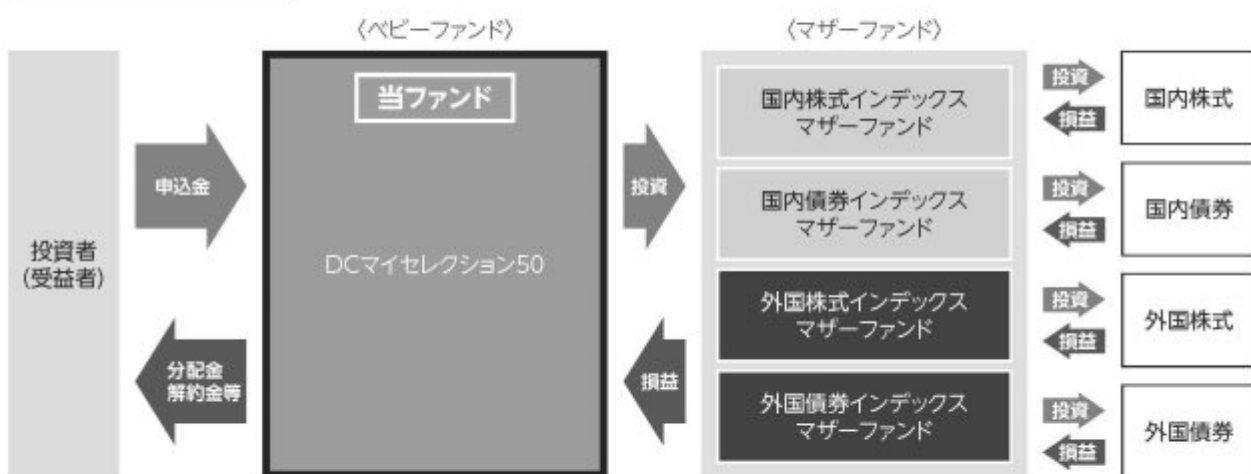 〈ベビーファンド〉
〈マザーファンド〉
投資者
(受益者)
申込金
分配金
解約金等
当ファンド
DCマイセレクション50
投資
損益
国内株式インデックス
マザーファンド
国内債券インデックス
マザーファンド
外国株式インデックス
マザーファンド
外国債券インデックス
マザーファンド
投資
損益
国内株式
投資
損益
国内債券
投資
損益
外国株式
投資
損益
外国債券